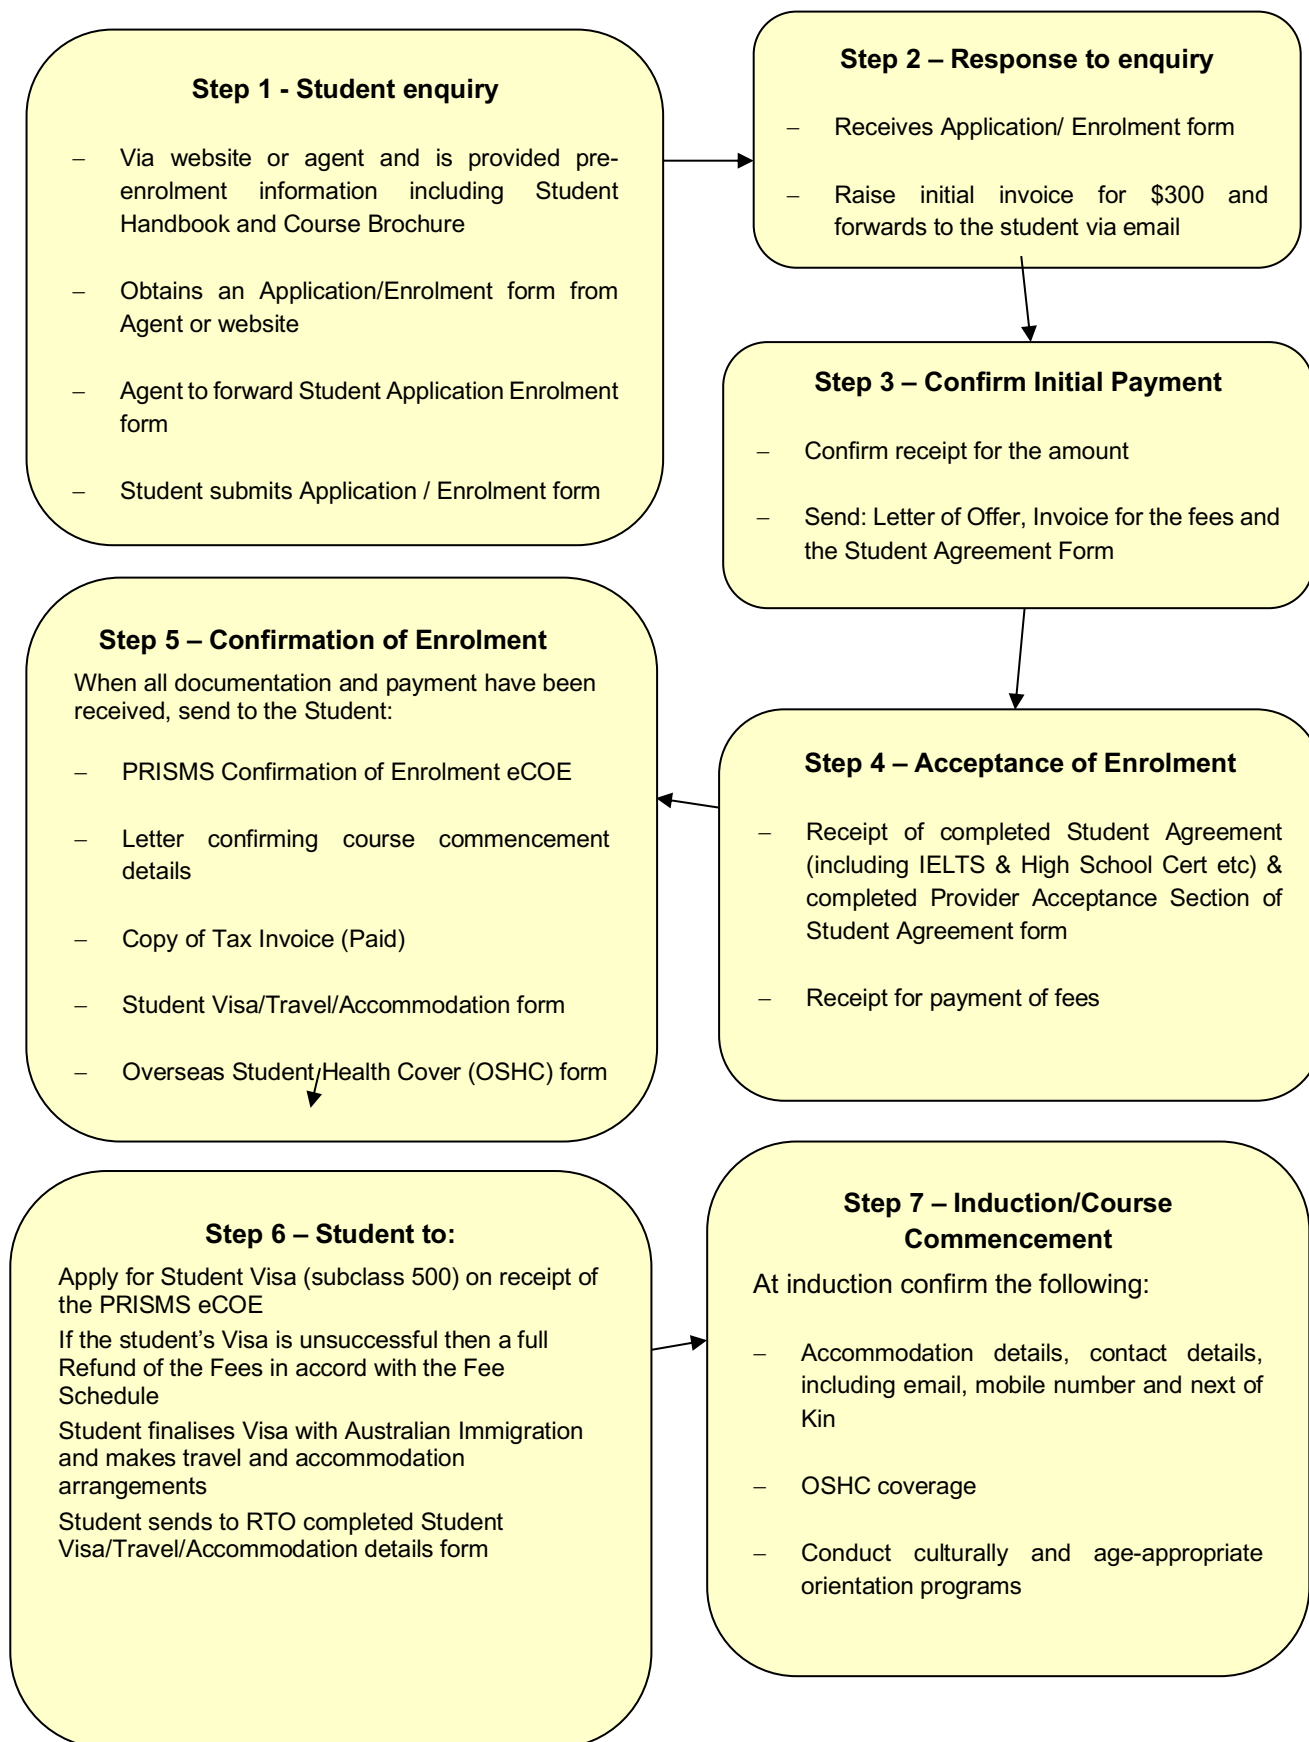 Step 1 - Student enquiry
– Via website or agent and is provided pre-
enrolment information including Student
Handbook and Course Brochure
– Obtains an Application/Enrolment form from
Agent or website
– Agent to forward Student Application Enrolment
form
– Student submits Application / Enrolment form
Step 2 – Response to enquiry
– Receives Application/ Enrolment form
– Raise initial invoice for $300 and
forwards to the student via email
Step 3 – Confirm Initial Payment
– Confirm receipt for the amount
– Send: Letter of Offer, Invoice for the fees and
the Student Agreement Form
Step 4 – Acceptance of Enrolment
– Receipt of completed Student Agreement
(including IELTS & High School Cert etc) &
completed Provider Acceptance Section of
Student Agreement form
– Receipt for payment of fees
Step 5 – Confirmation of Enrolment
When all documentation and payment have been
received, send to the Student:
– PRISMS Confirmation of Enrolment eCOE
– Letter confirming course commencement
details
– Copy of Tax Invoice (Paid)
– Student Visa/Travel/Accommodation form
– Overseas Student Health Cover (OSHC) form
Step 6 – Student to:
Apply for Student Visa (subclass 500) on receipt of
the PRISMS eCOE
If the student’s Visa is unsuccessful then a full
Refund of the Fees in accord with the Fee
Schedule
Student finalises Visa with Australian Immigration
and makes travel and accommodation
arrangements
Student sends to RTO completed Student
Visa/Travel/Accommodation details form
Step 7 – Induction/Course
Commencement
At induction confirm the following:
– Accommodation details, contact details,
including email, mobile number and next of
Kin
– OSHC coverage
– Conduct culturally and age-appropriate
orientation programs